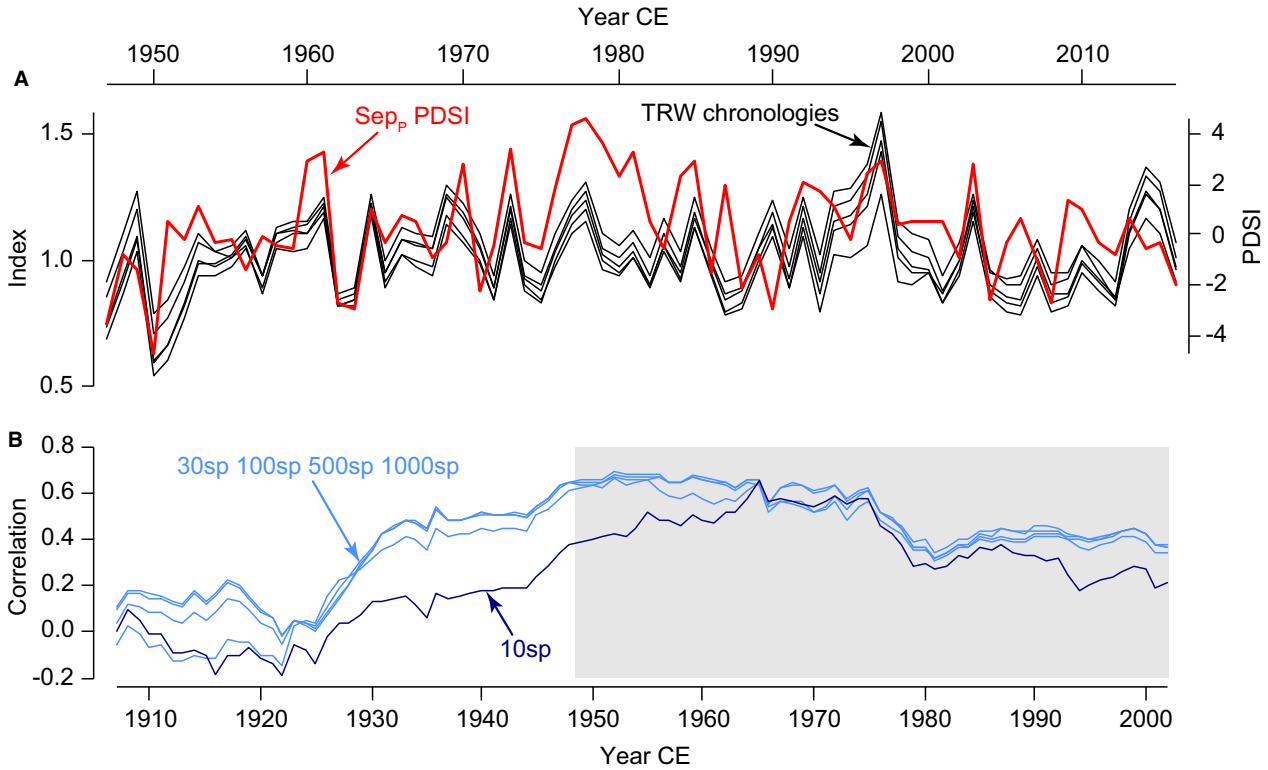 Year CE
1950 1960 1970 1980 1990 2000 2010
A
Sep_P PDSI
TRW chronologies
Index
1.5
1.0
0.5
PDSI
4
2
0
-2
-4
B
30sp 100sp 500sp 1000sp
10sp
Correlation
0.8
0.6
0.4
0.2
0.0
-0.2
1910 1920 1930 1940 1950 1960 1970 1980 1990 2000
Year CE